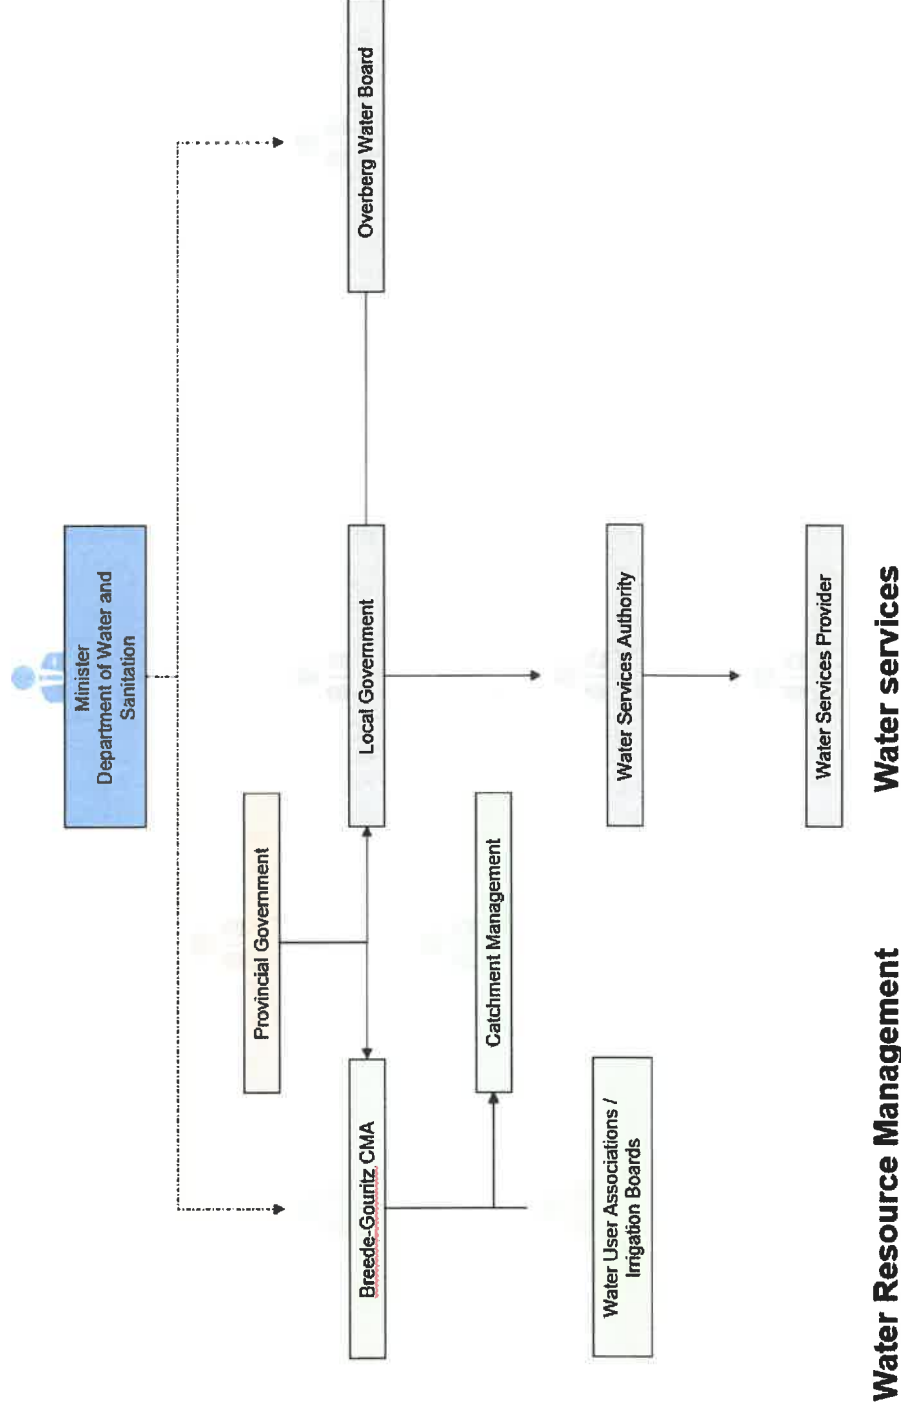 Minister
Department of Water and
Sanitation
Provincial Government
Breede-Gouritz CMA
Local Government
Overberg Water Board
Catchment Management
Water User Associations /
Irrigation Boards
Water Services Authority
Water Services Provider
Water Resource Management
Water services